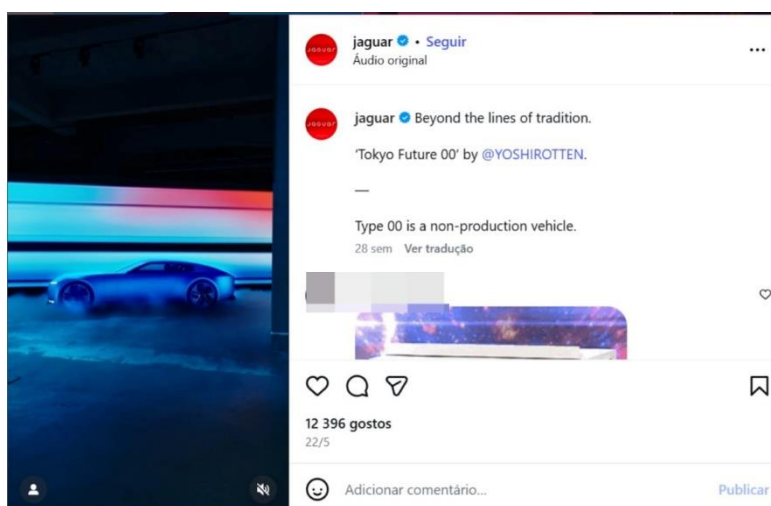 jaguar • Seguir
Áudio original
jaguar Beyond the lines of tradition.
‘Tokyo Future 00’ by @YOSHIROTTEN.
—
Type 00 is a non-production vehicle.
28 sem Ver tradução
12 396 gostos
22/5
Adicionar comentário... Publicar